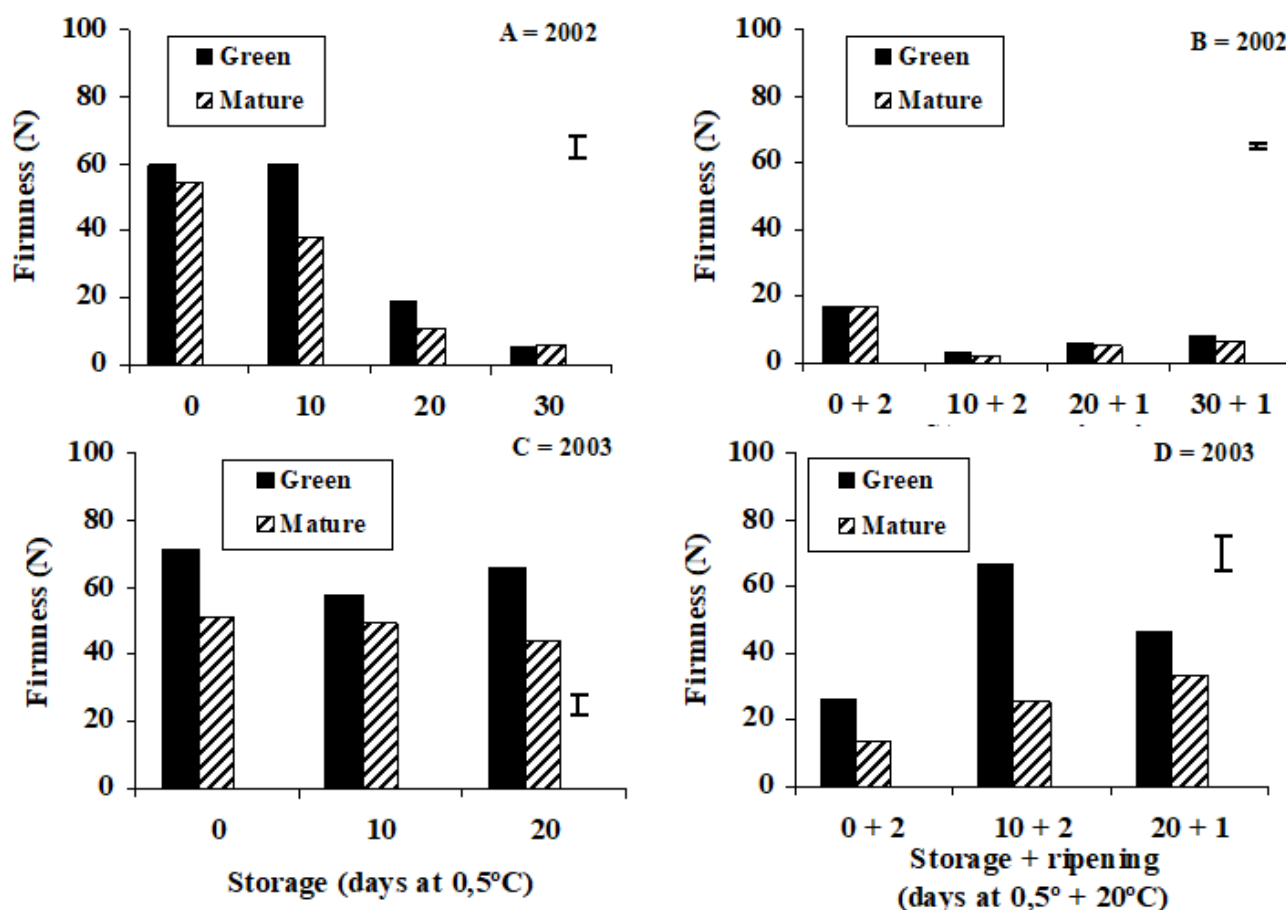 A = 2002
Green
Mature
Firmness (N)
100
80
60
40
20
0
0 10 20 30
B = 2002
Green
Mature
Firmness (N)
100
80
60
40
20
0
0 + 2 10 + 2 20 + 1 30 + 1
C = 2003
Green
Mature
Firmness (N)
100
80
60
40
20
0
0 10 20
Storage (days at 0,5ºC)
D = 2003
Green
Mature
Firmness (N)
100
80
60
40
20
0
0 + 2 10 + 2 20 + 1
Storage + ripening
(days at 0,5º + 20ºC)